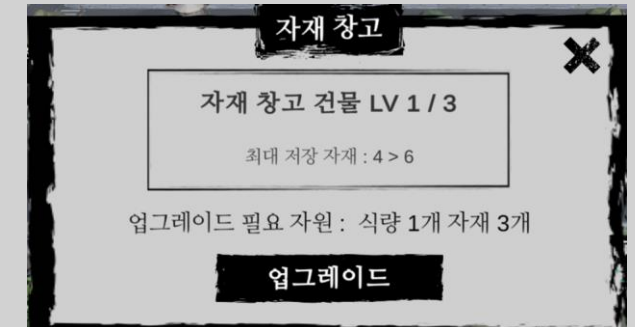 자재 창고
자재 창고 건물 LV 1 / 3
최대 저장 자재 : 4 > 6
업그레이드 필요 자원 : 식량 1개 자재 3개
업그레이드